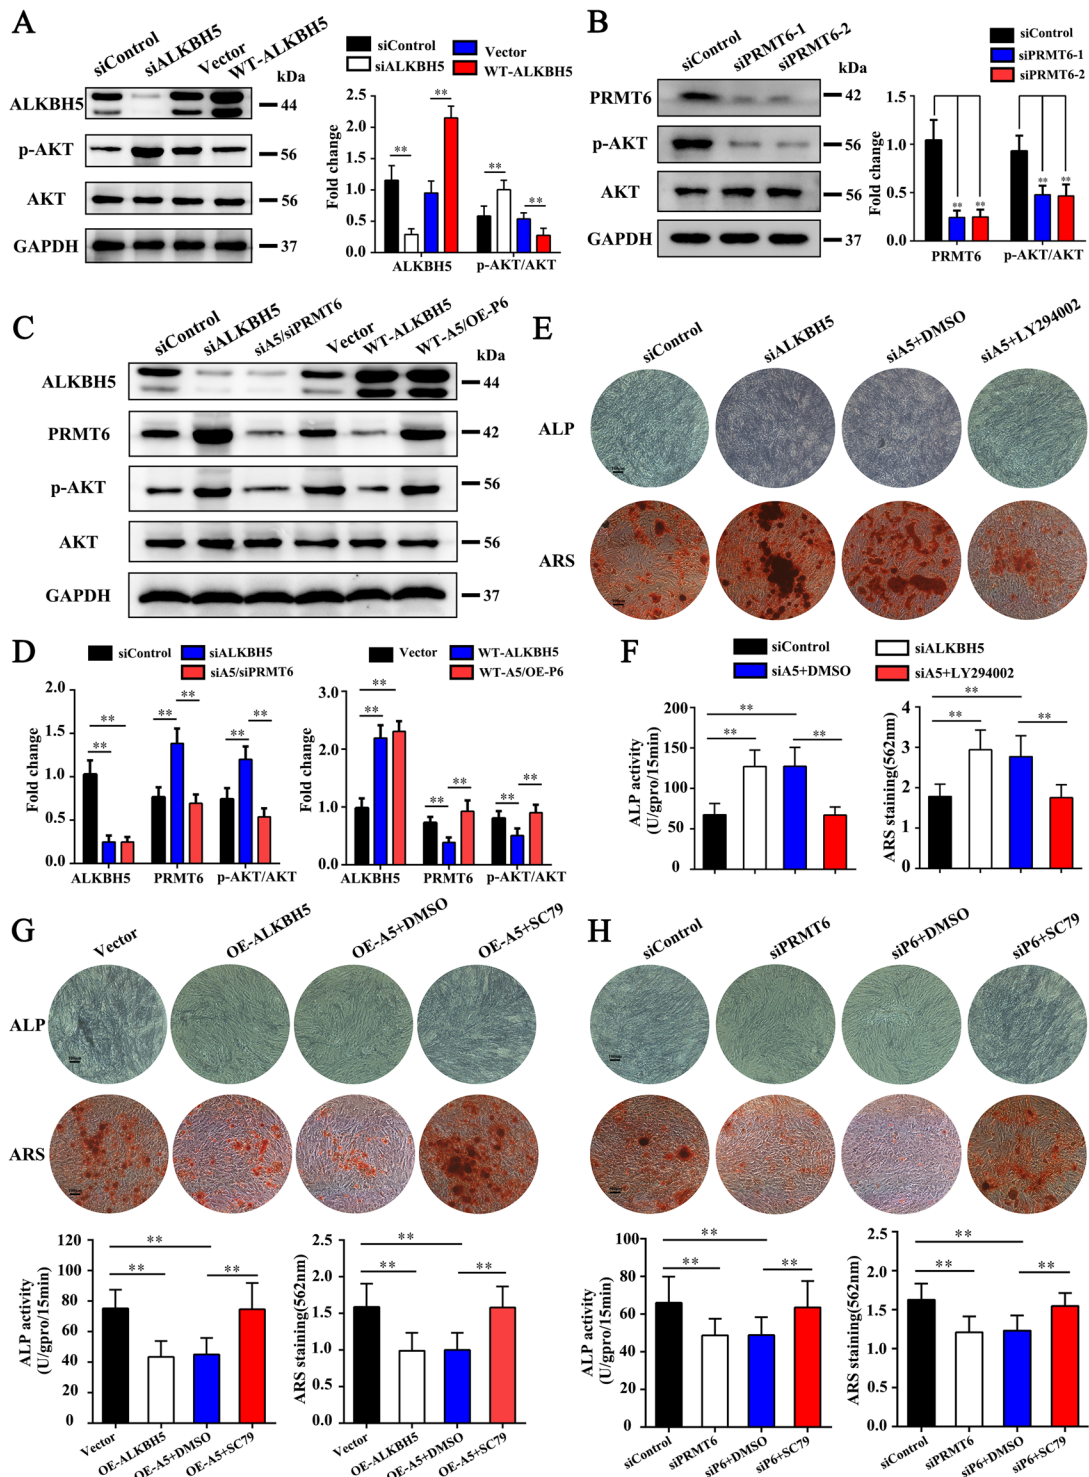 A
siControl
siALKBH5
Vector
WT-ALKBH5
kDa
ALKBH5
44
p-AKT
56
AKT
56
GAPDH
37
siControl
Vector
siALKBH5
WT-ALKBH5
Fold change
2.5
2.0
1.5
1.0
0.5
0.0
**
**
**
**
ALKBH5
p-AKT/AKT
B
siControl
siPRMT6-1
siPRMT6-2
kDa
PRMT6
42
p-AKT
56
AKT
56
GAPDH
37
siControl
siPRMT6-1
siPRMT6-2
Fold change
1.5
1.0
0.5
0.0
**
**
**
**
PRMT6
p-AKT/AKT
C
siControl
siALKBH5
siA5/siPRMT6
Vector
WT-ALKBH5
WT-A5/OE-P6
kDa
ALKBH5
44
PRMT6
42
p-AKT
56
AKT
56
GAPDH
37
D
siControl
siALKBH5
siA5/siPRMT6
Fold change
2.0
1.5
1.0
0.5
0.0
**
**
**
**
**
**
ALKBH5
PRMT6
p-AKT/AKT
Vector
WT-ALKBH5
WT-A5/OE-P6
Fold change
3.0
2.0
1.0
0.0
**
**
**
**
**
**
ALKBH5
PRMT6
p-AKT/AKT
E
siControl
siALKBH5
siA5+DMSO
siA5+LY294002
ALP
ARS
F
siControl
siALKBH5
siA5+DMSO
siA5+LY294002
ALP activity
(U/gpro/15min)
200
150
100
50
0
**
**
**
ARS staining(562nm)
4
3
2
1
0
**
**
**
G
Vector
OE-ALKBH5
OE-A5+DMSO
OE-A5+SC79
ALP
ARS
ALP activity
(U/gpro/15min)
120
100
80
60
40
20
0
**
**
**
Vector
OE-ALKBH5
OE-A5+DMSO
OE-A5+SC79
ARS staining(562nm)
2.5
2.0
1.5
1.0
0.5
0.0
**
**
**
Vector
OE-ALKBH5
OE-A5+DMSO
OE-A5+SC79
H
siControl
siPRMT6
siP6+DMSO
siP6+SC79
ALP
ARS
ALP activity
(U/gpro/15min)
100
80
60
40
20
0
**
**
**
siControl
siPRMT6
siP6+DMSO
siP6+SC79
ARS staining(562nm)
2.5
2.0
1.5
1.0
0.5
0.0
**
**
**
siControl
siPRMT6
siP6+DMSO
siP6+SC79